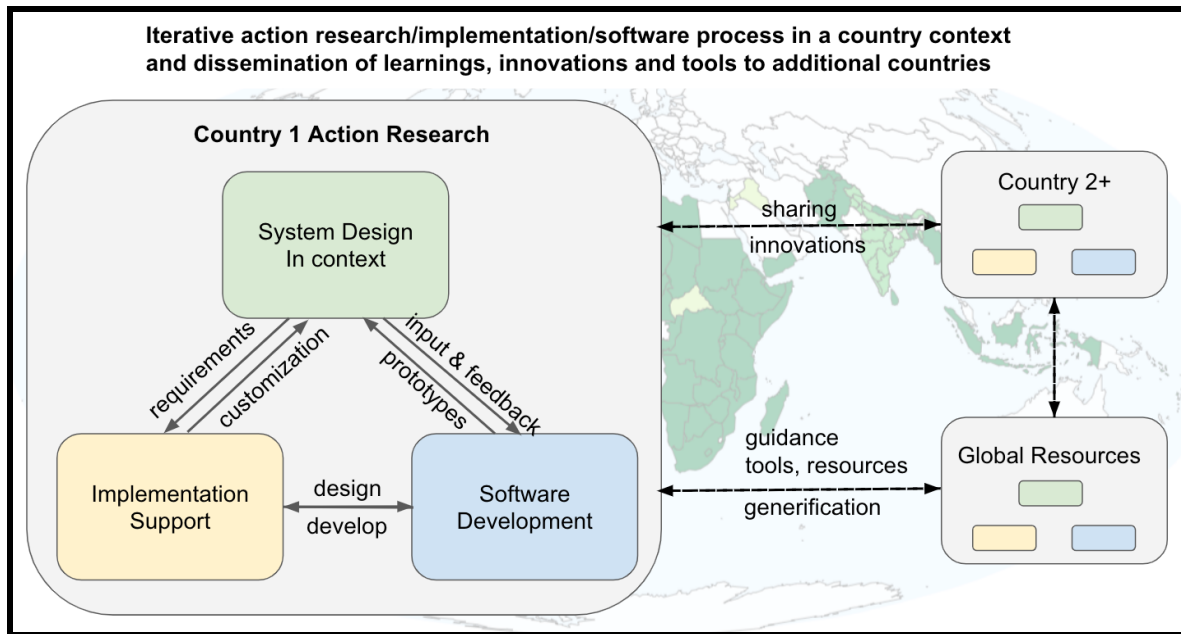 Iterative action research/implementation/software process in a country context
and dissemination of learnings, innovations and tools to additional countries
Country 1 Action Research
System Design
In context
requirements
customization
input & feedback
prototypes
Implementation
Support
design
develop
Software
Development
sharing
innovations
Country 2+
guidance
tools, resources
generification
Global Resources